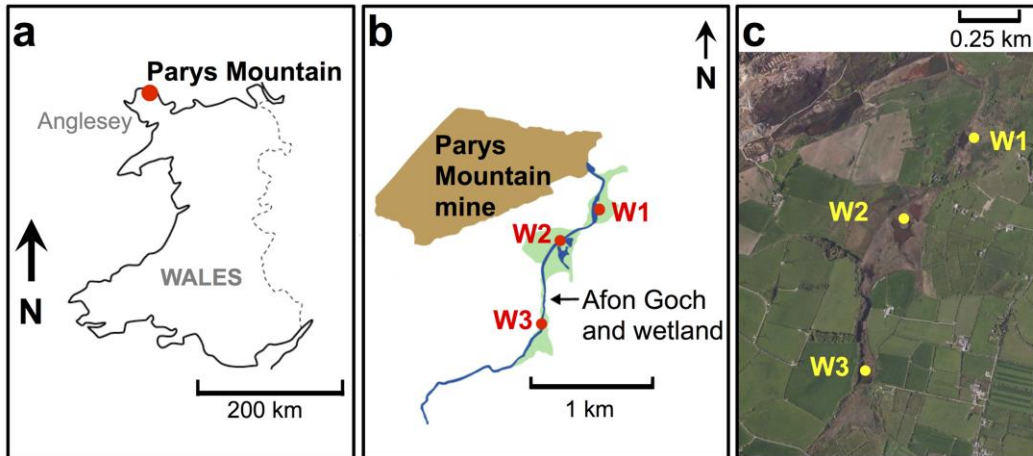 a
Parys Mountain
Anglesey
WALES
N
200 km
b
N
Parys
Mountain
mine
W1
W2
Afon Goch
and wetland
W3
1 km
c
0.25 km
W1
W2
W3